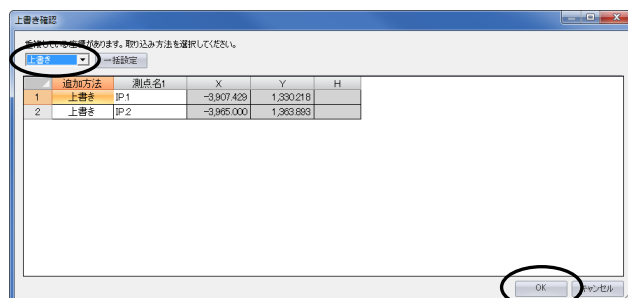 上書き確認
重複している座標があります。取り込み方法を選択してください。
上書き 一括設定
追加方法 測点名1 X Y H
1 上書き IP.1 -3,907.429 1,330.218
2 上書き IP.2 -3,965.000 1,363.893
OK キャンセル